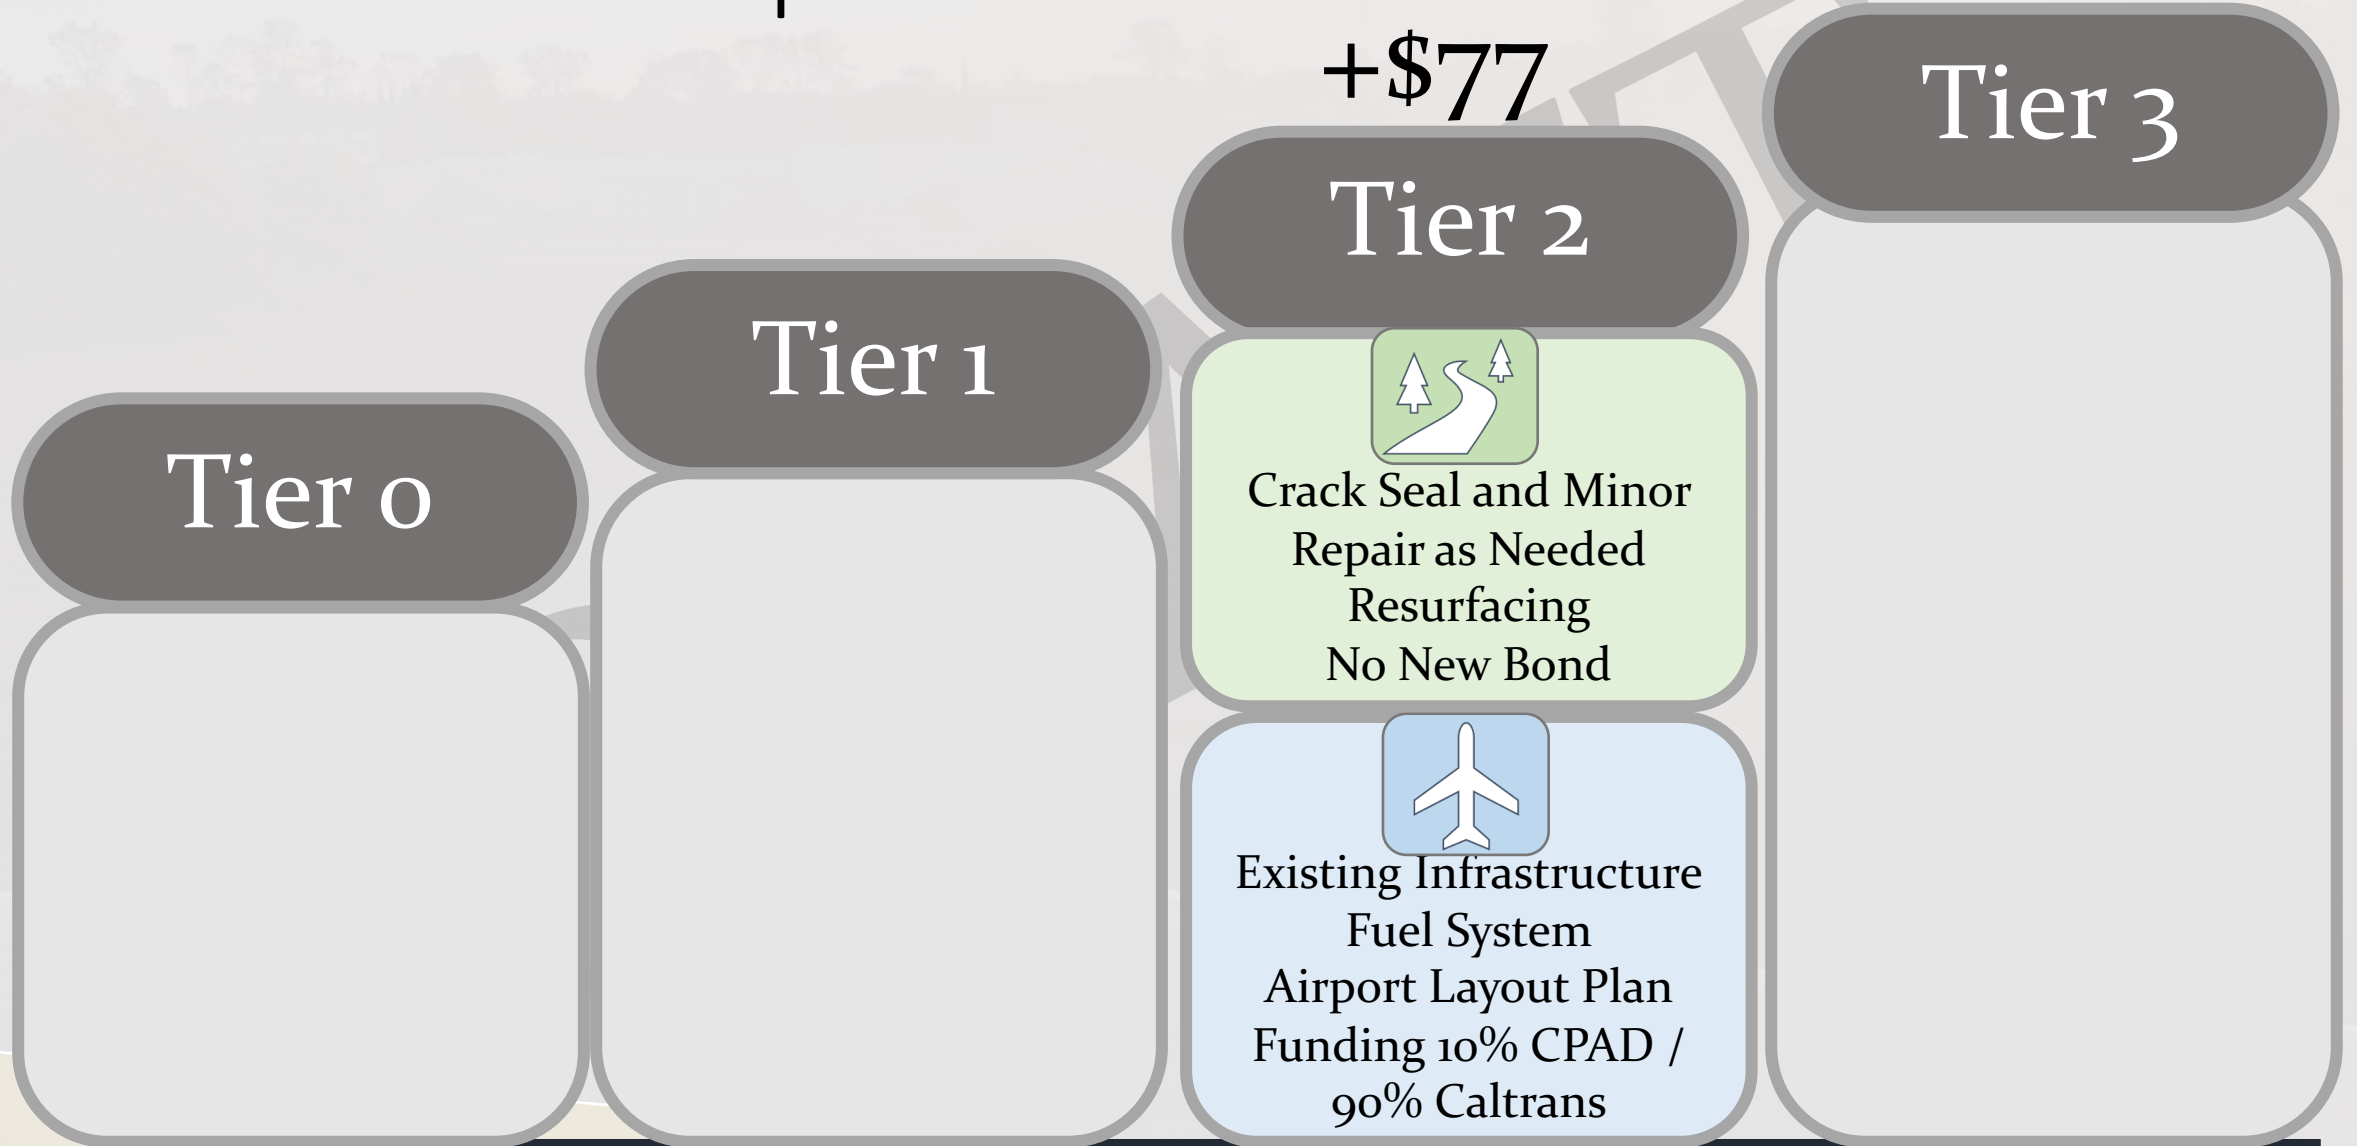 +$77
Tier 3
Tier 2
Tier 1
Tier 0
Crack Seal and Minor
Repair as Needed
Resurfacing
No New Bond
Existing Infrastructure
Fuel System
Airport Layout Plan
Funding 10% CPAD /
90% Caltrans